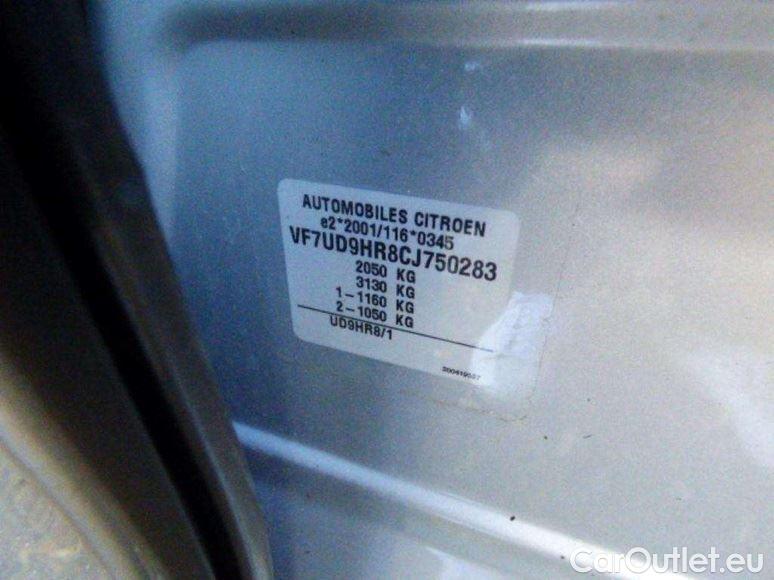 AUTOMOBILES CITROEN
e2*2001/116*0345
VF7UD9HR8CJ750283
2050 KG
3130 KG
1-1160 KG
2-1050 KG
UD9HR8/1
CarOutlet.eu